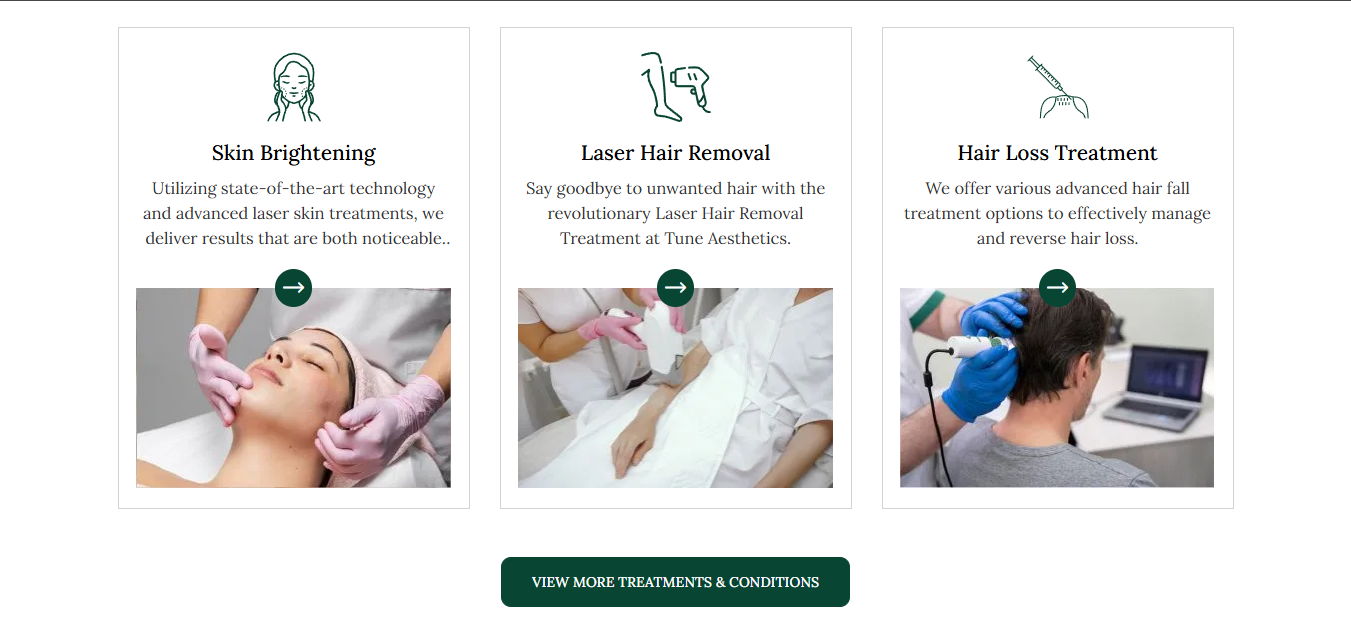 Skin Brightening
Utilizing state-of-the-art technology
and advanced laser skin treatments, we
deliver results that are both noticeable..
Laser Hair Removal
Say goodbye to unwanted hair with the
revolutionary Laser Hair Removal
Treatment at Tune Aesthetics.
Hair Loss Treatment
We offer various advanced hair fall
treatment options to effectively manage
and reverse hair loss.
VIEW MORE TREATMENTS & CONDITIONS